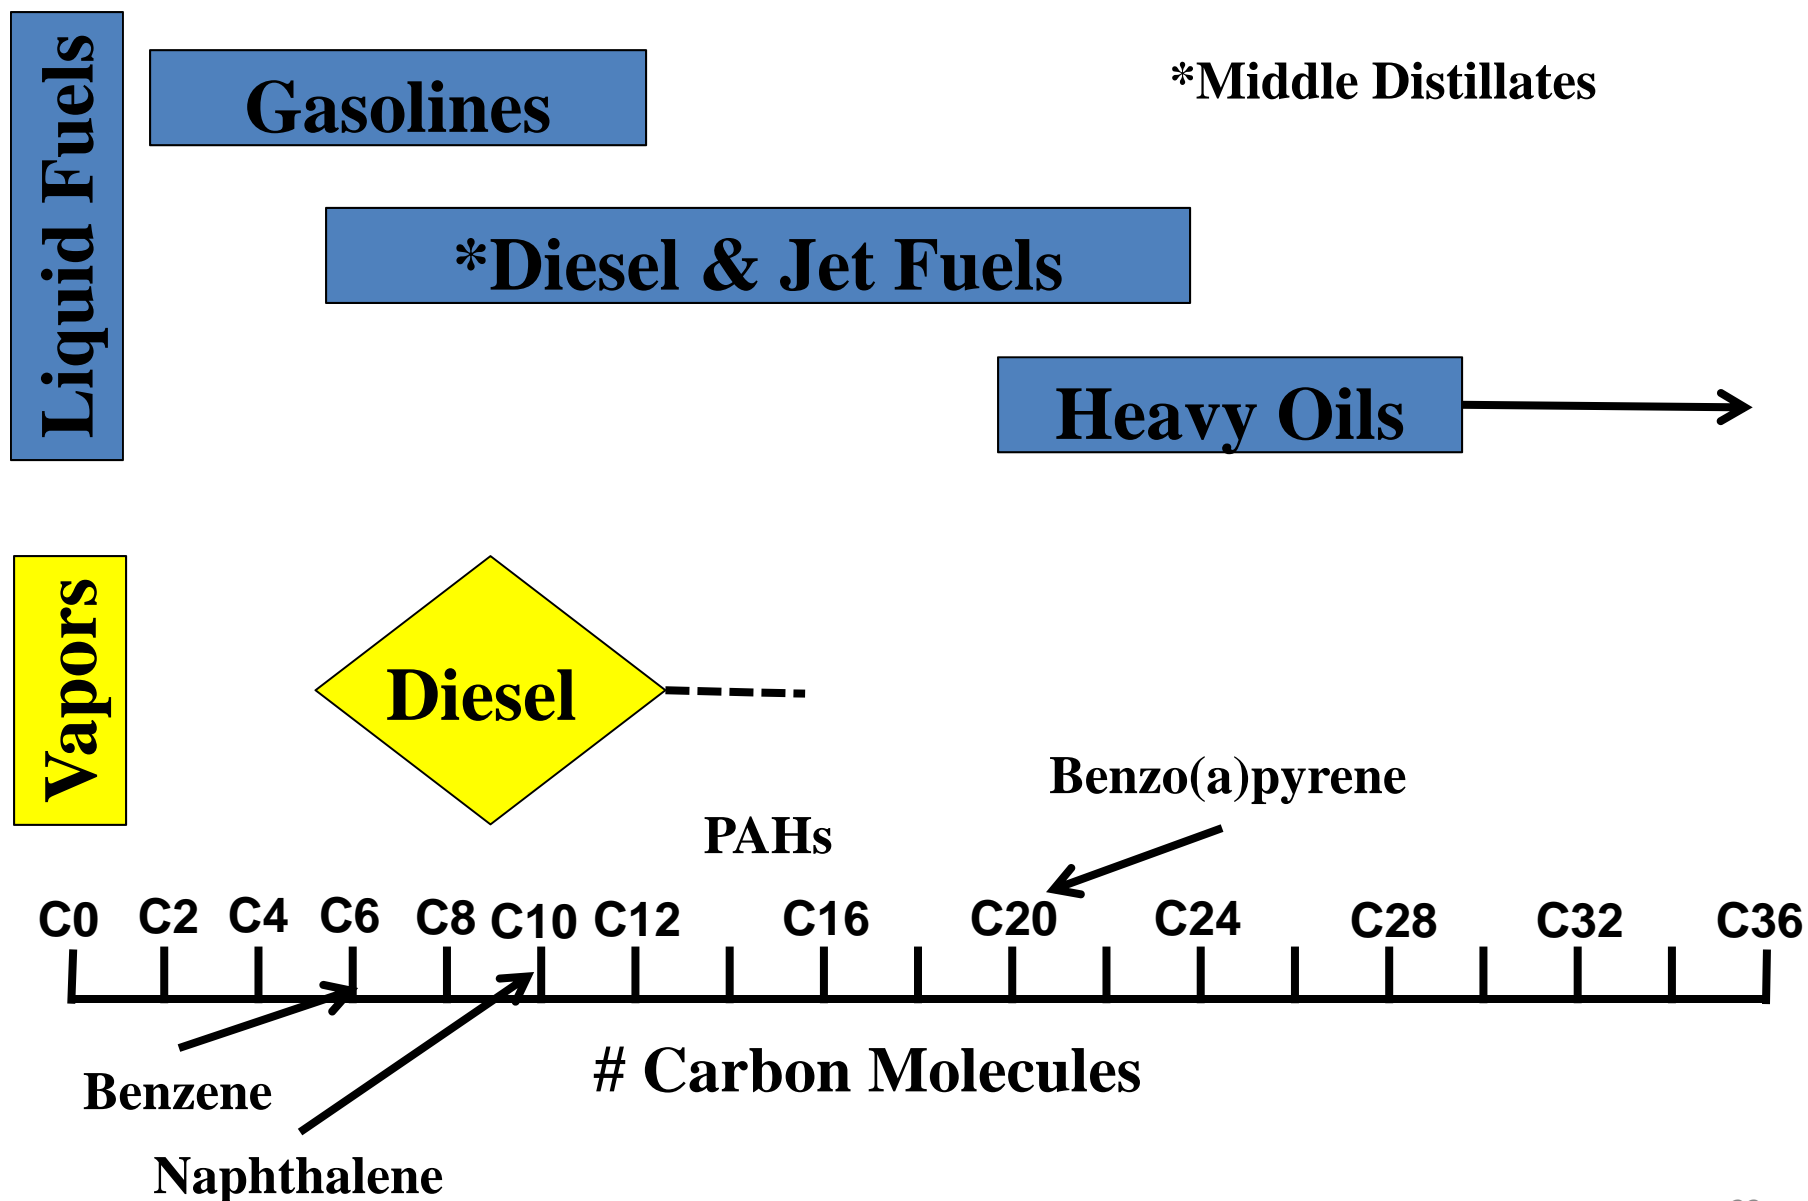 Liquid Fuels
Gasolines
*Middle Distillates
*Diesel & Jet Fuels
Heavy Oils
Vapors
Diesel
Benzo(a)pyrene
PAHs
C0 C2 C4 C6 C8 C10 C12 C16 C20 C24 C28 C32 C36
# Carbon Molecules
Benzene
Naphthalene